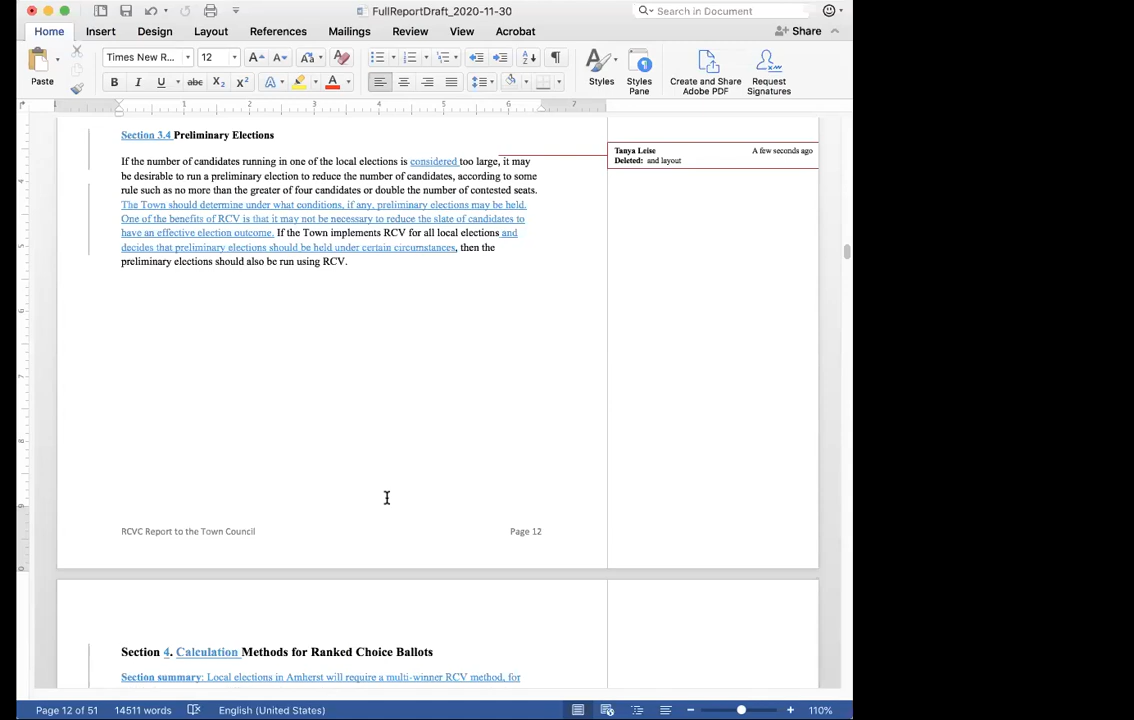 FullReportDraft_2020-11-30
Search in Document
Home Insert Design Layout References Mailings Review View Acrobat Share
Paste Times New R... 12 Styles Styles Pane Create and Share Adobe PDF Request Signatures
B I U abc X2 X2 A A
1 2 3 4 5 6 7
Section 3.4 Preliminary Elections
If the number of candidates running in one of the local elections is considered too large, it may
be desirable to run a preliminary election to reduce the number of candidates, according to some
rule such as no more than the greater of four candidates or double the number of contested seats.
The Town should determine under what conditions, if any, preliminary elections may be held.
One of the benefits of RCV is that it may not be necessary to reduce the slate of candidates to
have an effective election outcome. If the Town implements RCV for all local elections and
decides that preliminary elections should be held under certain circumstances, then the
preliminary elections should also be run using RCV.
Tanya Leise A few seconds ago
Deleted: and layout
RCVC Report to the Town Council Page 12
Section 4. Calculation Methods for Ranked Choice Ballots
Section summary: Local elections in Amherst will require a multi-winner RCV method, for
Page 12 of 51 14511 words English (United States) 110%